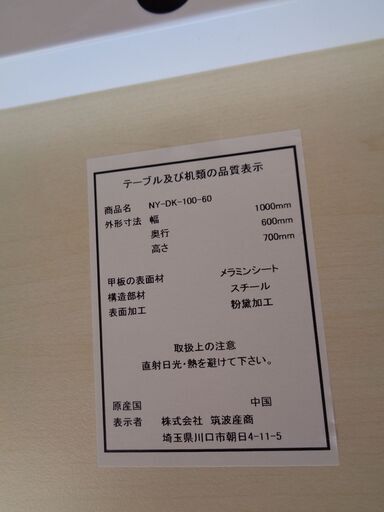 テーブル及び机類の品質表示
商品名 NY-DK-100-60
外形寸法 幅 1000mm
奥行 600mm
高さ 700mm
甲板の表面材 メラミンシート
構造部材 スチール
表面加工 粉黛加工
取扱上の注意
直射日光・熱を避けて下さい。
原産国 中国
表示者 株式会社 筑波産商
埼玉県川口市朝日4-11-5